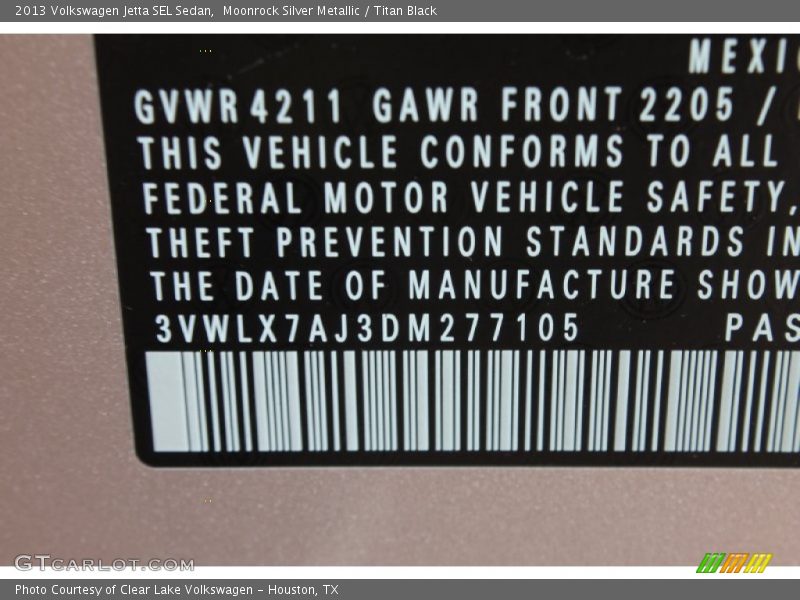 2013 Volkswagen Jetta SEL Sedan,  Moonrock Silver Metallic / Titan Black
GVWR 4211 GAWR FRONT 2205 /
THIS VEHICLE CONFORMS TO ALL
FEDERAL MOTOR VEHICLE SAFETY,
THEFT PREVENTION STANDARDS IN
THE DATE OF MANUFACTURE SHOW
3VWLX7AJ3DM277105 PAS
GTCARLOT.COM
Photo Courtesy of Clear Lake Volkswagen – Houston, TX